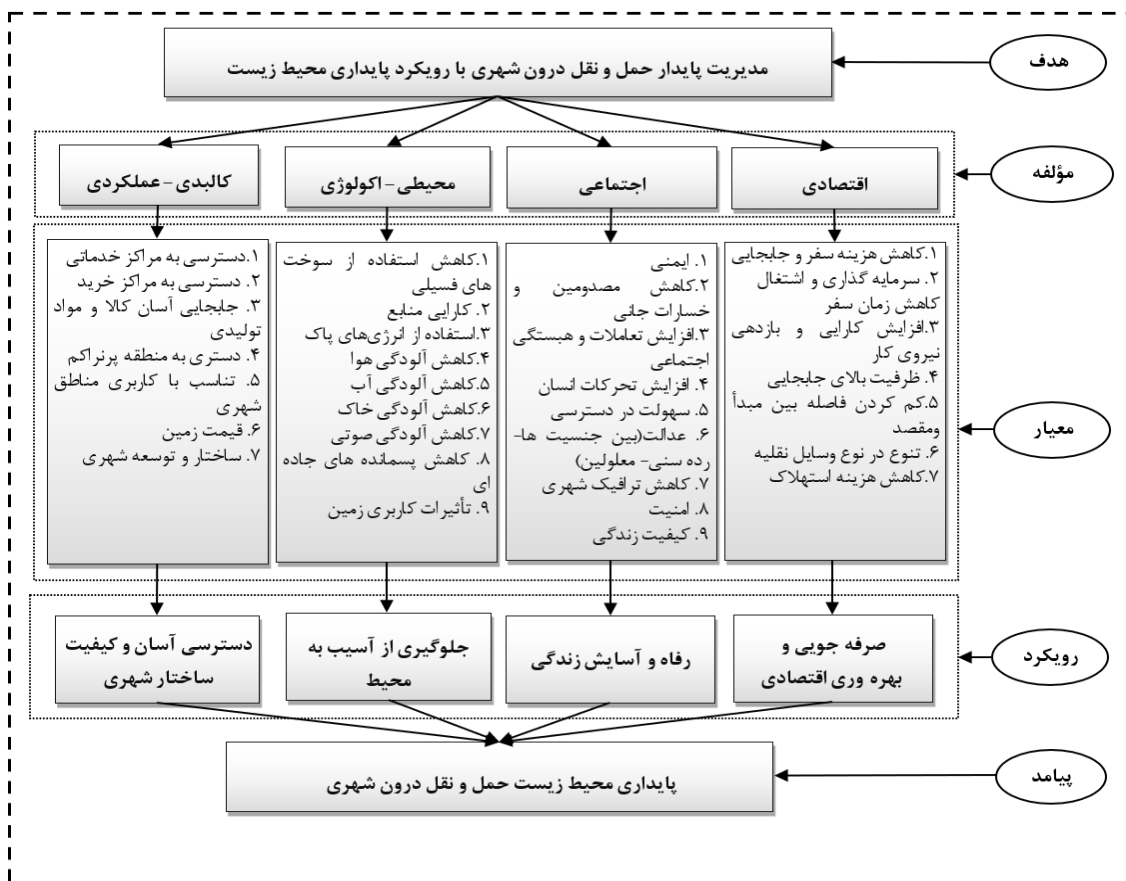 مدیریت پایدار حمل و نقل درون شهری با رویکرد پایداری محیط زیست
هدف
اقتصادی
اجتماعی
محیطی - اکولوژی
کالبدی - عملکردی
مؤلفه
۱.کاهش هزینه سفر و جابجایی
۲. سرمایه گذاری و اشتغال
کاهش زمان سفر
۳.افزایش کارایی و بازدهی
نیروی کار
۴. ظرفیت بالای جابجایی
۵.کم کردن فاصله بین مبدأ
ومقصد
۶. تنوع در نوع وسایل نقلیه
۷.کاهش هزینه استهلاک
۱. ایمنی
۲.کاهش مصدومین و
خسارات جانی
۳.افزایش تعاملات و هبستگی
اجتماعی
۴. افزایش تحرکات انسان
۵. سهولت در دسترسی
۶. عدالت(بین جنسیت ها-
رده سنی- معلولین)
۷.کاهش ترافیک شهری
۸. امنیت
۹. کیفیت زندگی
۱.کاهش استفاده از سوخت
های فسیلی
۲.کارایی منابع
۳.استفاده از انرژی‌های پاک
۴.کاهش آلودگی هوا
۵.کاهش آلودگی آب
۶.کاهش آلودگی خاک
۷.کاهش آلودگی صوتی
۸. کاهش پسمانده های جاده
ای
۹. تأثیرات کاربری زمین
۱.دسترسی به مراکز خدماتی
۲. دسترسی به مراکز خرید
۳. جابجایی آسان کالا و مواد
تولیدی
۴. دستری به منطقه پرتراکم
۵. تناسب با کاربری مناطق
شهری
۶. قیمت زمین
۷. ساختار و توسعه شهری
معیار
صرفه جویی و
بهره وری اقتصادی
رفاه و آسایش زندگی
جلوگیری از آسیب به
محیط
دسترسی آسان و کیفیت
ساختار شهری
رویکرد
پایداری محیط زیست حمل و نقل درون شهری
پیامد